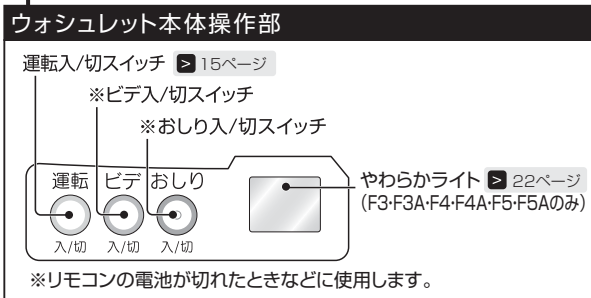 ウォシュレット本体操作部
運転入/切スイッチ > 15ページ
※ビデ入/切スイッチ
※おしり入/切スイッチ
やわらかライト > 22ページ
(F3・F3A・F4・F4A・F5・F5Aのみ)
運転 ビデ おしり
入/切 入/切 入/切
※リモコンの電池が切れたときなどに使用します。